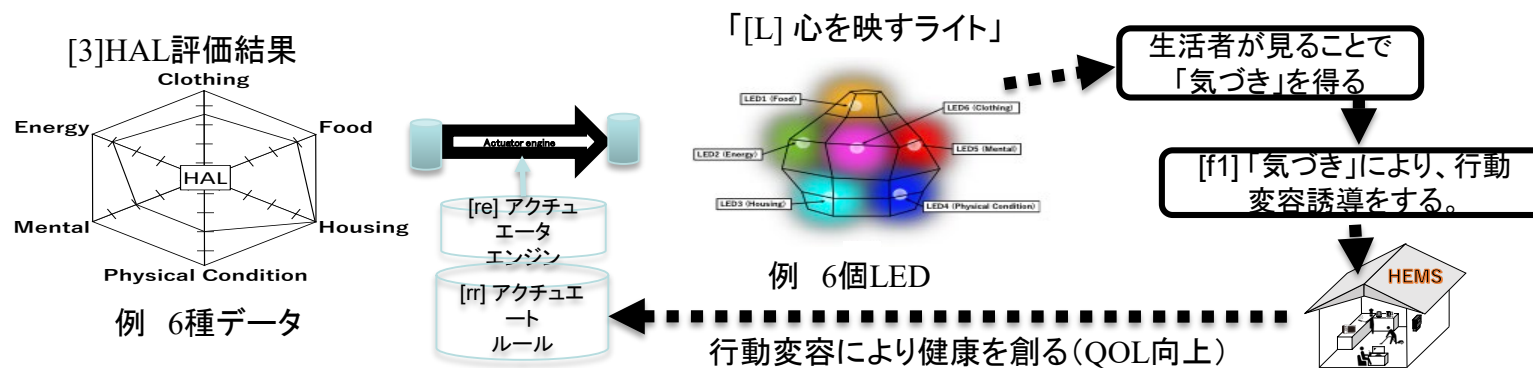 [3]HAL評価結果
Clothing
Energy
Food
HAL
Mental
Housing
Physical Condition
例 6種データ
Actuator engine
[re] アクチュ
エータ
エンジン
[rr] アクチュエ
ート
ルール
「[L] 心を映すライト」
LED1 (Food)
LED6 (Clothing)
LED2 (Energy)
LED5 (Mental)
LED3 (Housing)
LED4 (Physical Condition)
例 6個LED
生活者が見ることで
「気づき」を得る
[f1] 「気づき」により、行動
変容誘導をする。
HEMS
行動変容により健康を創る(QOL向上)